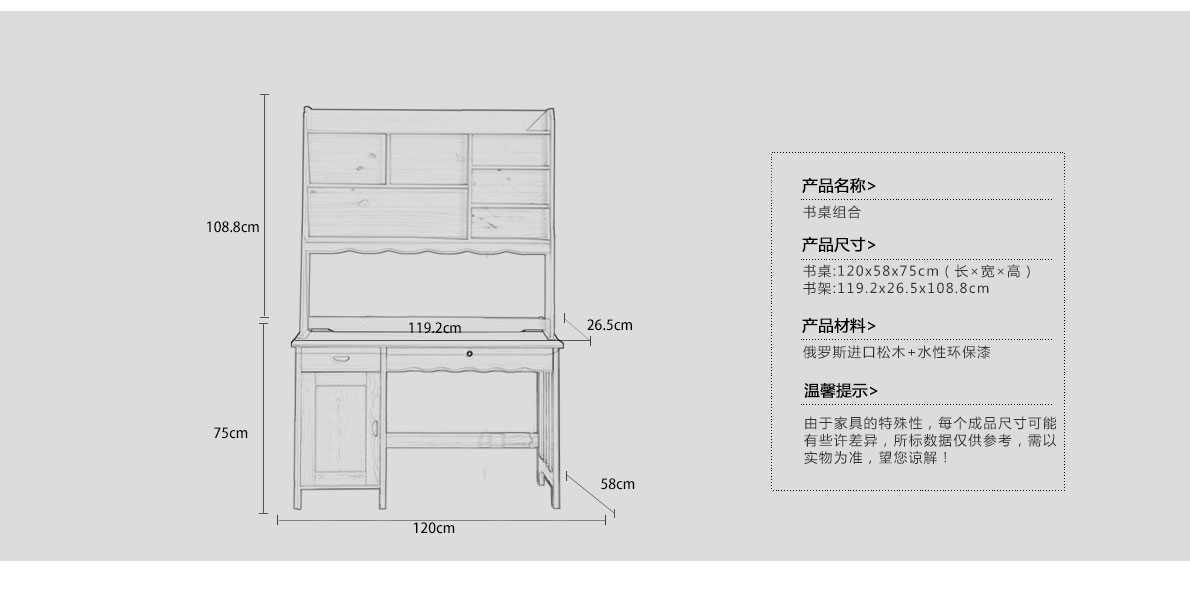 108.8cm
119.2cm
26.5cm
75cm
58cm
120cm
产品名称>
书桌组合
产品尺寸>
书桌:120x58x75cm（长×宽×高）
书架:119.2x26.5x108.8cm
产品材料>
俄罗斯进口松木+水性环保漆
温馨提示>
由于家具的特殊性，每个成品尺寸可能
有些许差异，所标数据仅供参考，需以
实物为准，望您谅解！